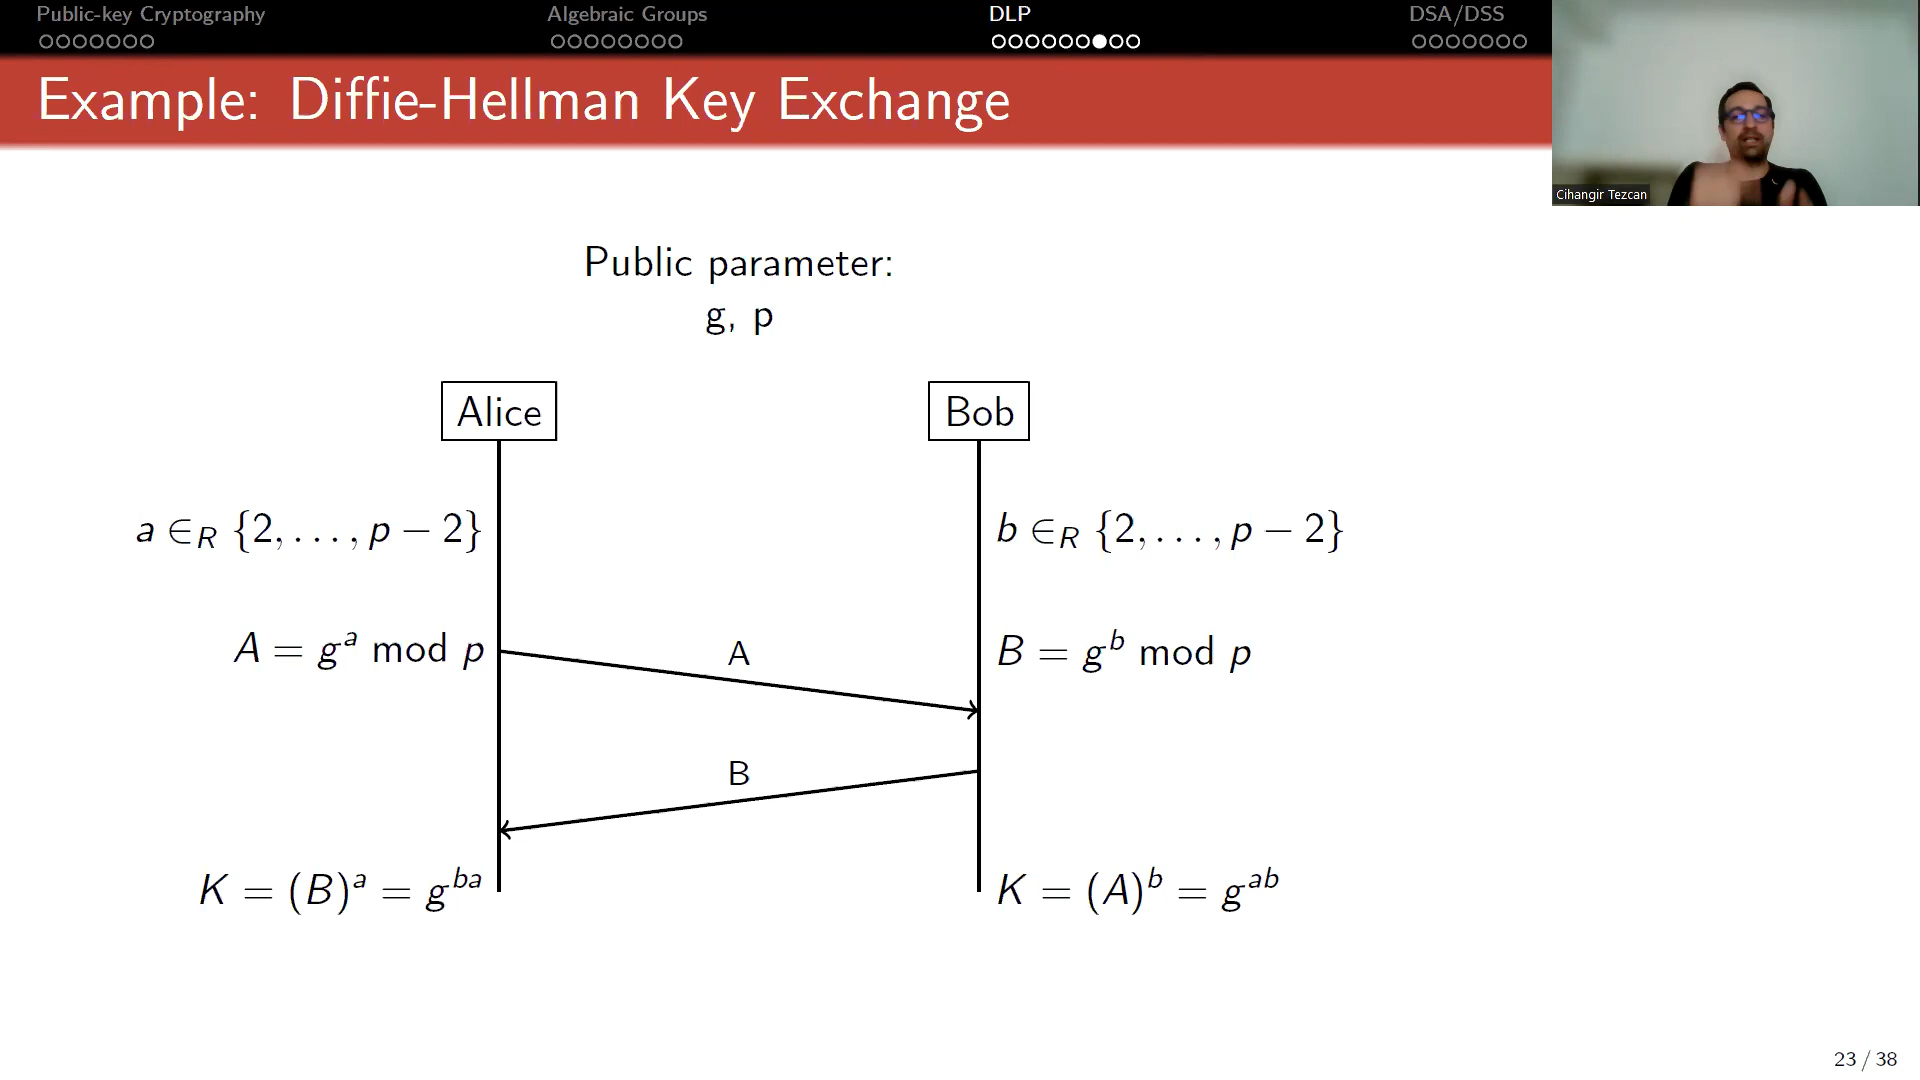 Public-key Cryptography Algebraic Groups DLP DSA/DSS
Example: Diffie-Hellman Key Exchange
Cihangir Tezcan
Public parameter:
g, p
Alice Bob
a ∈_R {2, . . . , p − 2} b ∈_R {2, . . . , p − 2}
A = g^a mod p A B = g^b mod p
B
K = (B)^a = g^{ba} K = (A)^b = g^{ab}
23 / 38